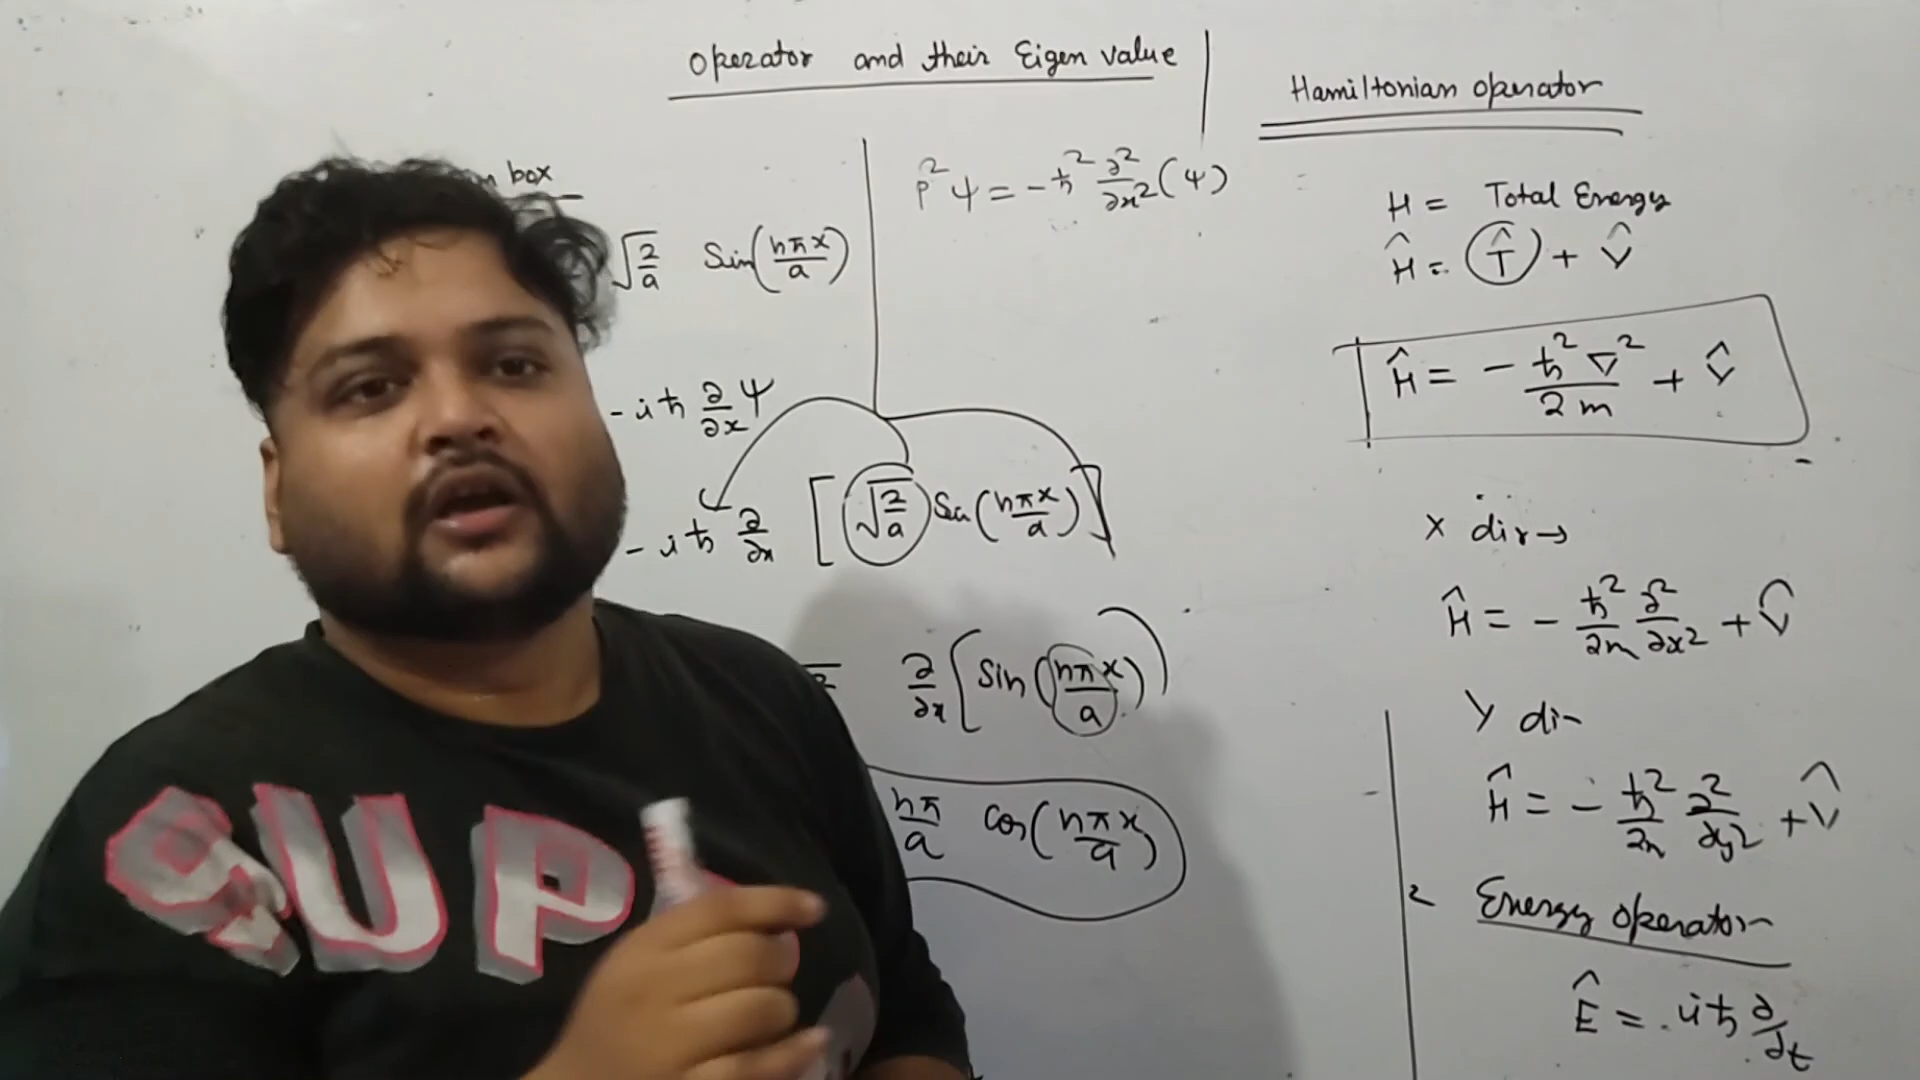 operator and their Eigen value
Hamiltonian operator
box
√(2/a) Sin(nπx/a)
-iħ ∂/∂x ψ
-iħ ∂/∂x [√(2/a) Sin(nπx/a)]
∂/∂x [Sin(nπx/a)]
nπ/a cos(nπx/a)
p̂²ψ = -ħ² ∂²/∂x² (ψ)
H = Total Energy
Ĥ = T̂ + V̂
Ĥ = -ħ²∇²/2m + V̂
X dir→
Ĥ = -ħ²/2m ∂²/∂x² + V̂
Y dir
Ĥ = -ħ²/2m ∂²/∂y² + V̂
2 Energy operator
Ê = iħ ∂/∂t
SUP